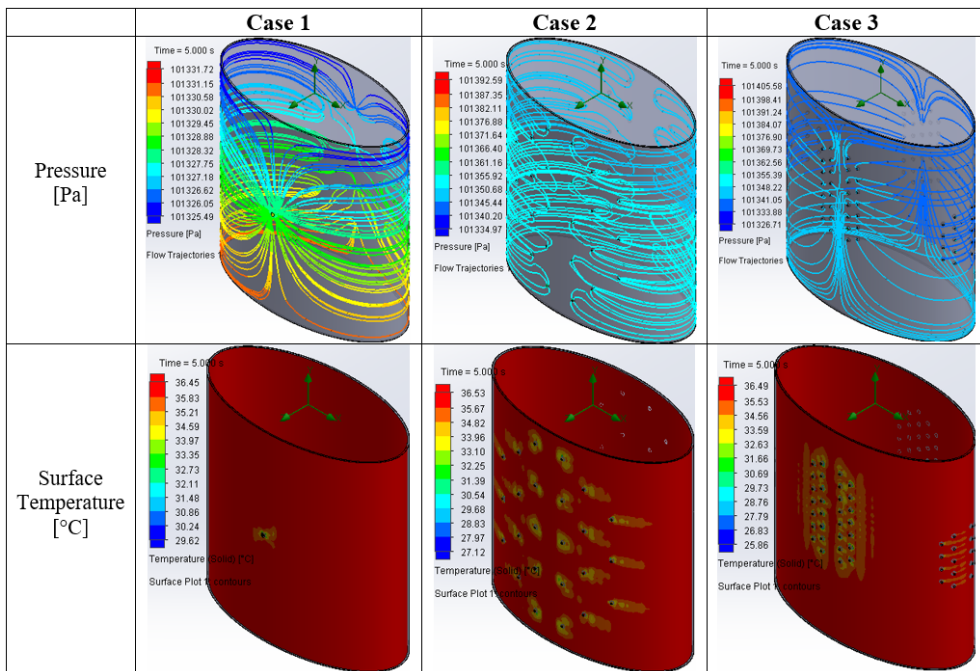 Case 1
Case 2
Case 3
Pressure
[Pa]
Time = 5.000 s
101331.72
101331.15
101330.58
101330.02
101329.45
101328.88
101328.32
101327.75
101327.18
101326.62
101326.05
101325.49
Pressure [Pa]
Flow Trajectories 1
Time = 5.000 s
101392.59
101387.35
101382.11
101376.88
101371.64
101366.40
101361.16
101355.92
101350.68
101345.44
101340.20
101334.97
Pressure [Pa]
Flow Trajectories
Time = 5.000 s
101405.58
101398.41
101391.24
101384.07
101376.90
101369.73
101362.56
101355.39
101348.22
101341.05
101333.88
101326.71
Pressure [Pa]
Flow Trajectories
Surface
Temperature
[°C]
Time = 5.000 s
36.45
35.83
35.21
34.59
33.97
33.35
32.73
32.11
31.48
30.86
30.24
29.62
Temperature (Solid) [°C]
Surface Plot 1: contours
Time = 5.000 s
36.53
35.67
34.82
33.96
33.10
32.25
31.39
30.54
29.68
28.83
27.97
27.12
Temperature (Solid) [°C]
Surface Plot 1: contours
Time = 5.000 s
36.49
35.53
34.56
33.59
32.63
31.66
30.69
29.73
28.76
27.79
26.83
25.86
Temperature (Solid) [°C]
Surface Plot 1: contours
Y
X
Y
X